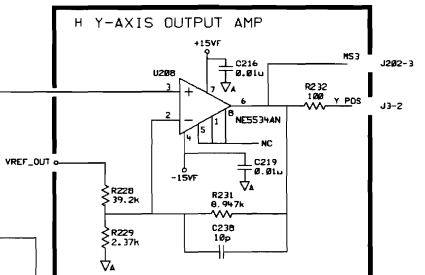 H Y-AXIS OUTPUT AMP
+15VF
C216
0.01u
MS3
J202-3
U208
A
3
+
7
6
R232
100
Y POS
J3-2
2
-
8
1
5
4
NE5534AN
NC
VREF_OUT
-15VF
C219
0.01u
A
R228
39.2k
R231
8.947k
R229
2.37k
C238
10p
A